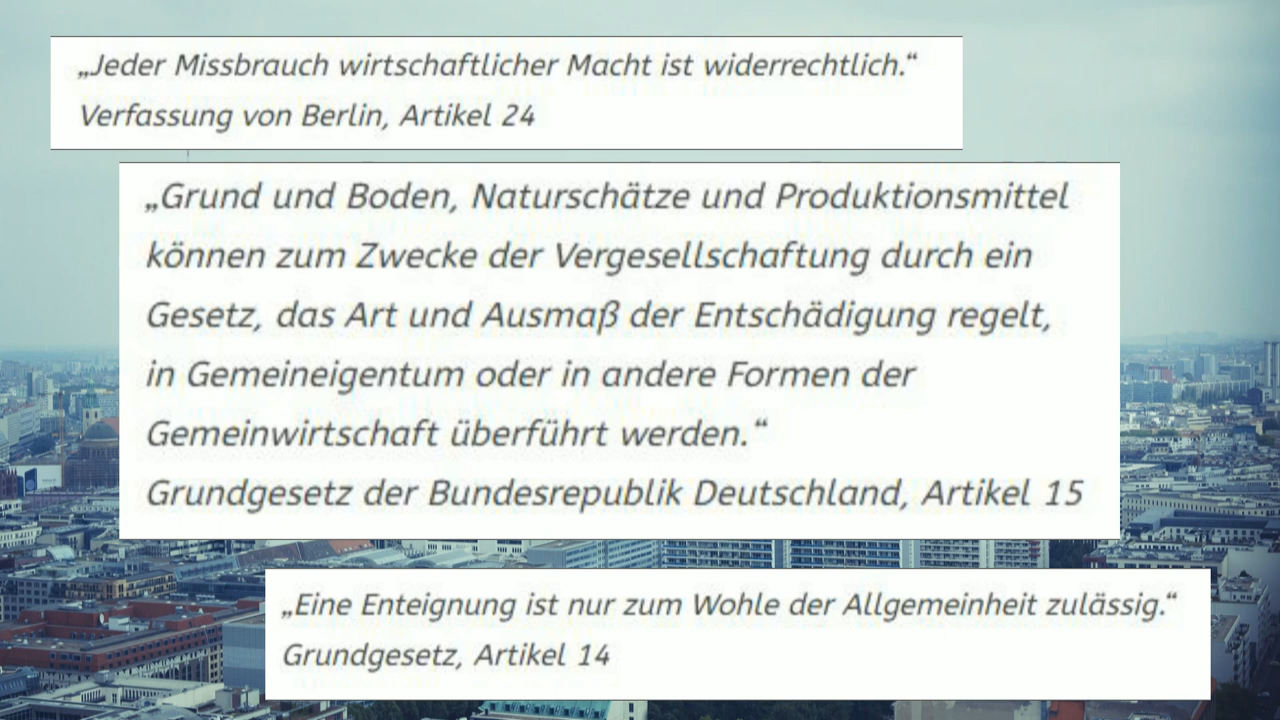 „Jeder Missbrauch wirtschaftlicher Macht ist widerrechtlich.“
Verfassung von Berlin, Artikel 24
„Grund und Boden, Naturschätze und Produktionsmittel
können zum Zwecke der Vergesellschaftung durch ein
Gesetz, das Art und Ausmaß der Entschädigung regelt,
in Gemeineigentum oder in andere Formen der
Gemeinwirtschaft überführt werden.“
Grundgesetz der Bundesrepublik Deutschland, Artikel 15
„Eine Enteignung ist nur zum Wohle der Allgemeinheit zulässig.“
Grundgesetz, Artikel 14